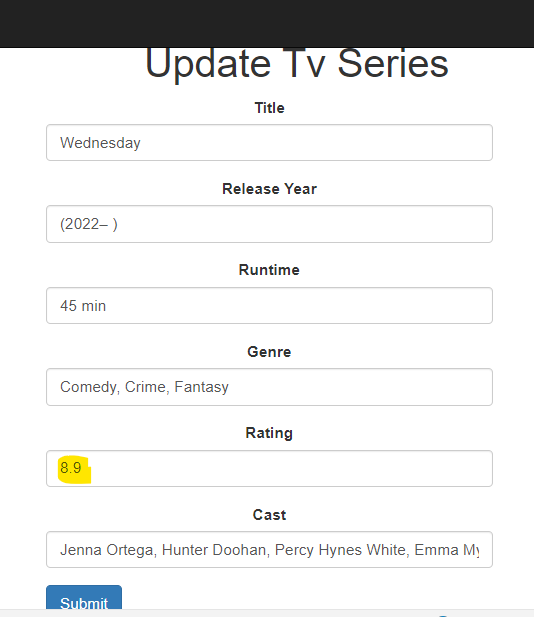 Update Tv Series
Title
Wednesday
Release Year
(2022– )
Runtime
45 min
Genre
Comedy, Crime, Fantasy
Rating
8.9
Cast
Jenna Ortega, Hunter Doohan, Percy Hynes White, Emma My
Submit